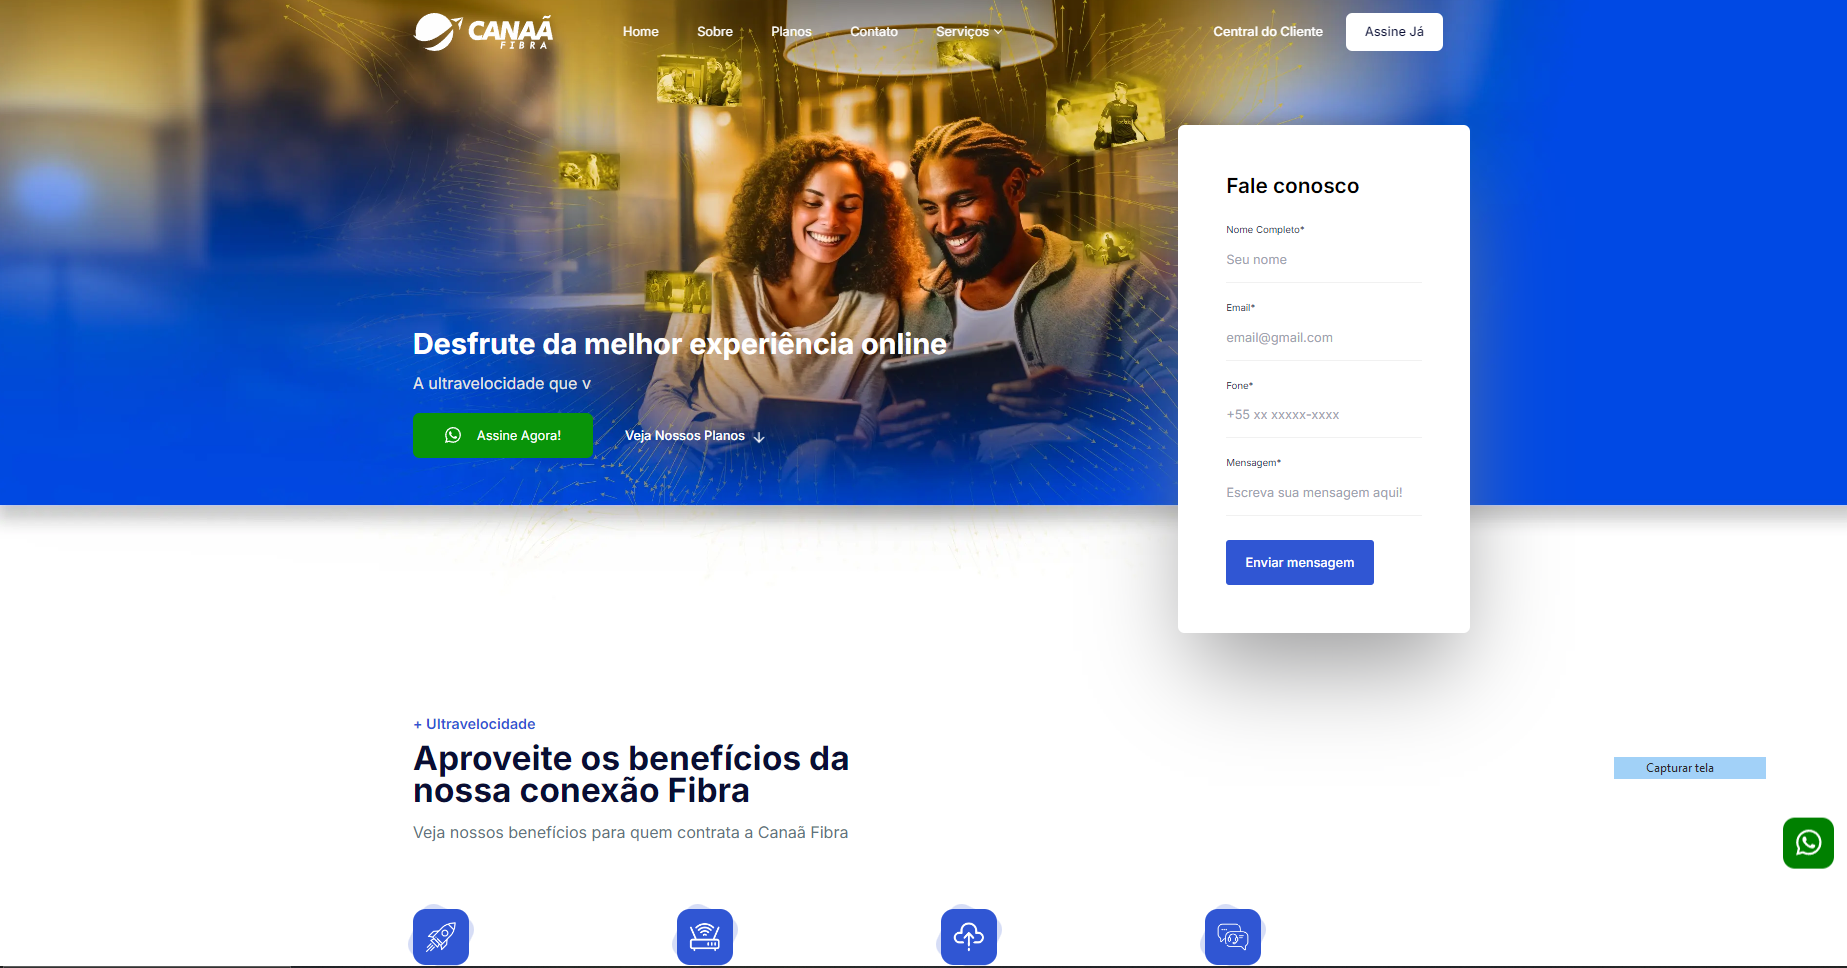 CANAÃ
FIBRA
Home
Sobre
Planos
Contato
Serviços
Central do Cliente
Assine Já
Desfrute da melhor experiência online
A ultravelocidade que v
Assine Agora!
Veja Nossos Planos
Fale conosco
Nome Completo*
Seu nome
Email*
email@gmail.com
Fone*
+55 xx xxxxx-xxxx
Mensagem*
Escreva sua mensagem aqui!
Enviar mensagem
+ Ultravelocidade
Aproveite os benefícios da
nossa conexão Fibra
Veja nossos benefícios para quem contrata a Canaã Fibra
Capturar tela